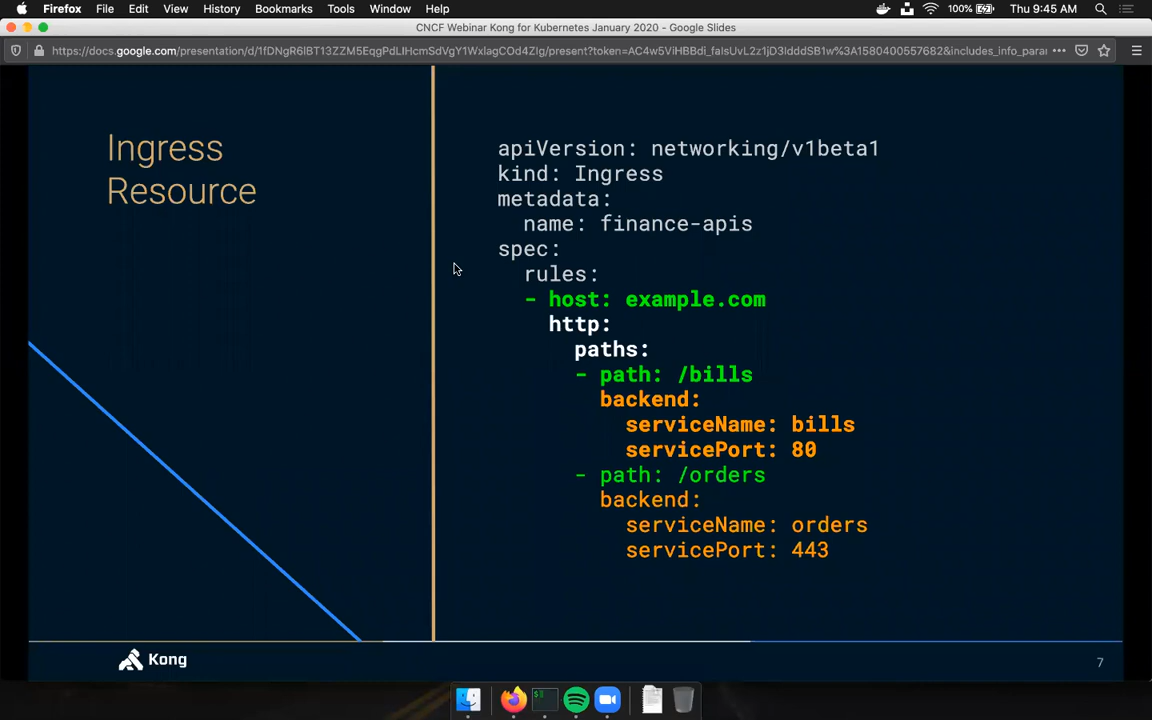 Firefox File Edit View History Bookmarks Tools Window Help 100% Thu 9:45 AM
CNCF Webinar Kong for Kubernetes January 2020 - Google Slides
Ingress
Resource
apiVersion: networking/v1beta1
kind: Ingress
metadata:
name: finance-apis
spec:
rules:
- host: example.com
http:
paths:
- path: /bills
backend:
serviceName: bills
servicePort: 80
- path: /orders
backend:
serviceName: orders
servicePort: 443
Kong
7